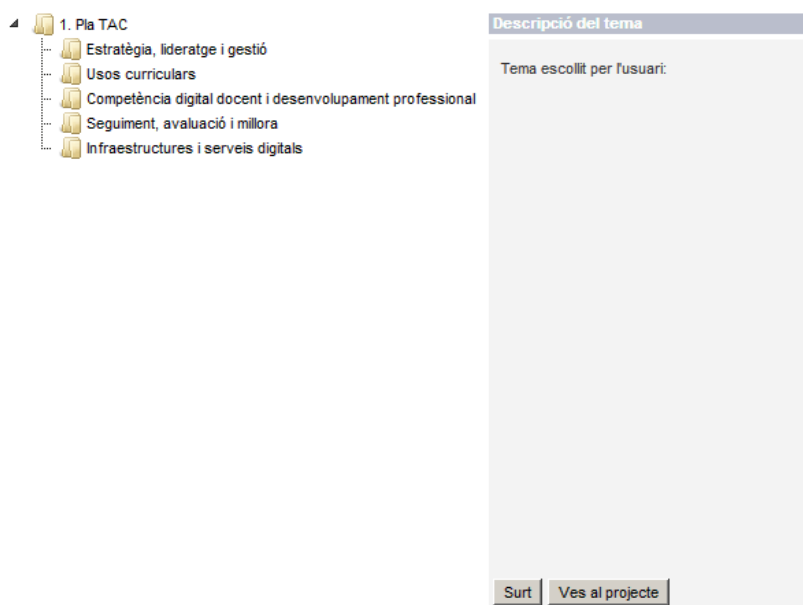 1. Pla TAC
Estratègia, lideratge i gestió
Usos curriculars
Competència digital docent i desenvolupament professional
Seguiment, avaluació i millora
Infraestructures i serveis digitals
Descripció del tema
Tema escollit per l'usuari:
Surt
Ves al projecte